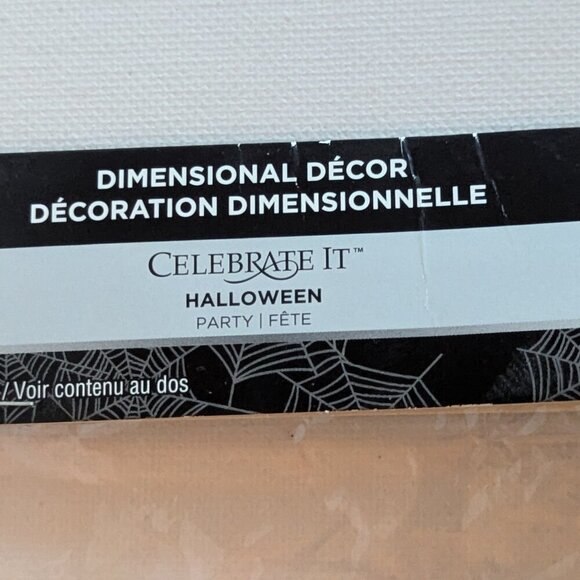 DIMENSIONAL DÉCOR
DÉCORATION DIMENSIONNELLE
CELEBRATE IT™
HALLOWEEN
PARTY | FÊTE
/ Voir contenu au dos